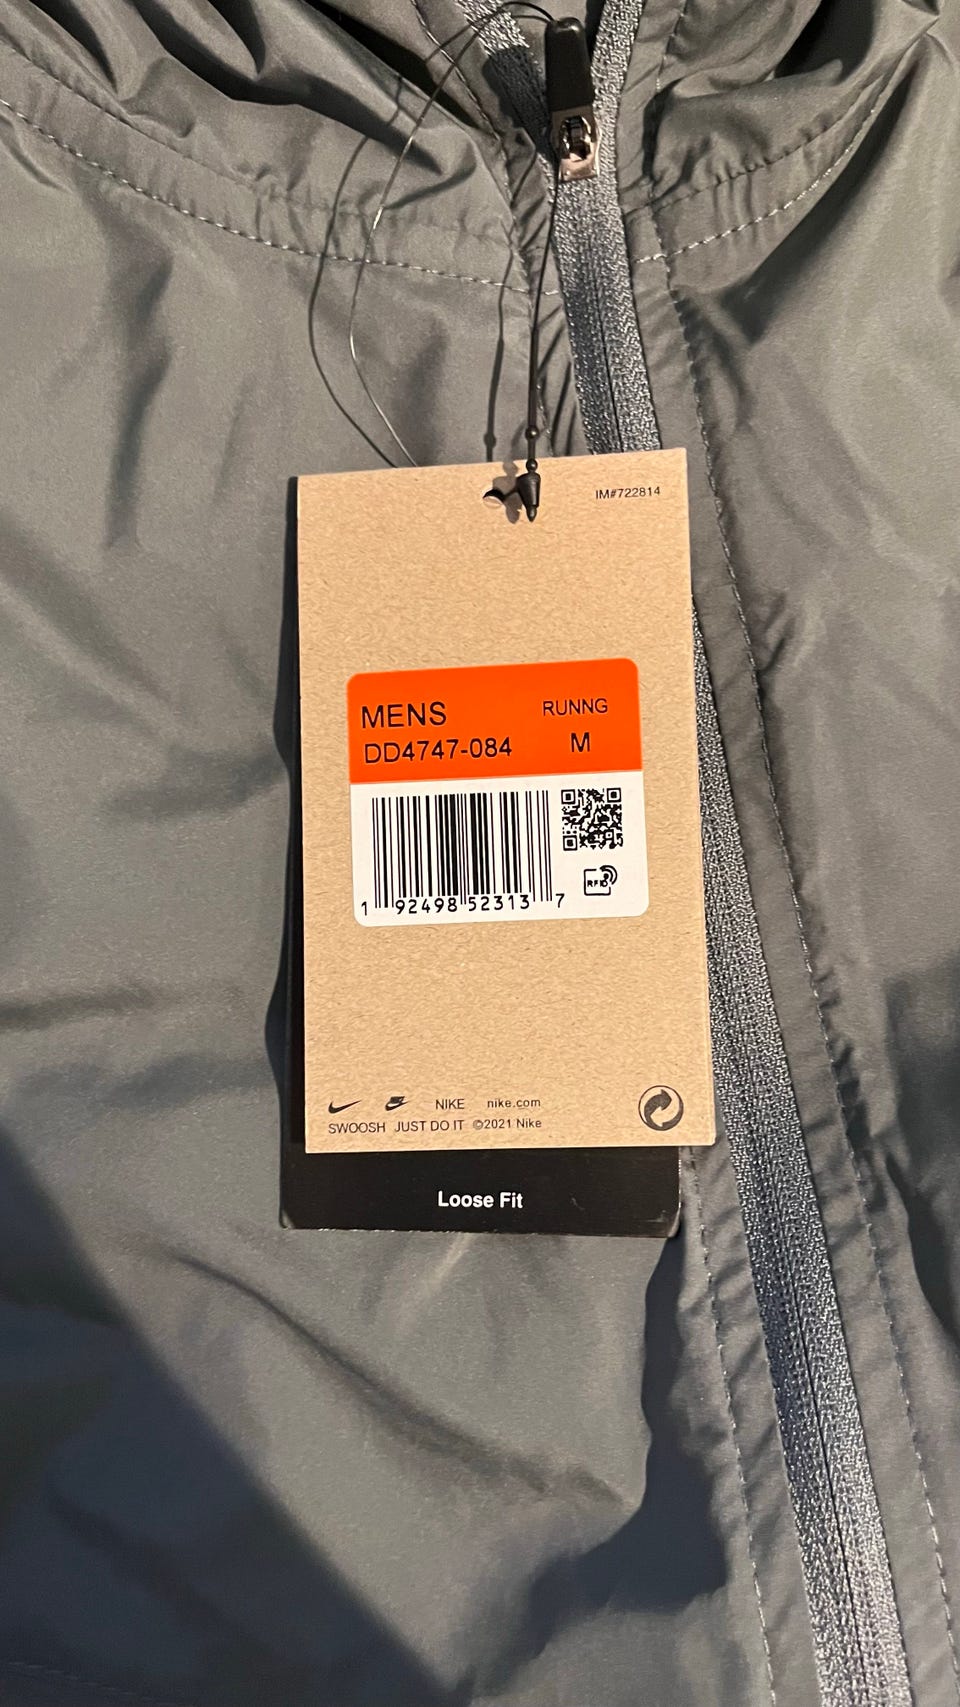 IM#722814
MENS RUNNG
DD4747-084 M
RFID
1 92498 52313 7
NIKE nike.com
SWOOSH JUST DO IT ©2021 Nike
Loose Fit